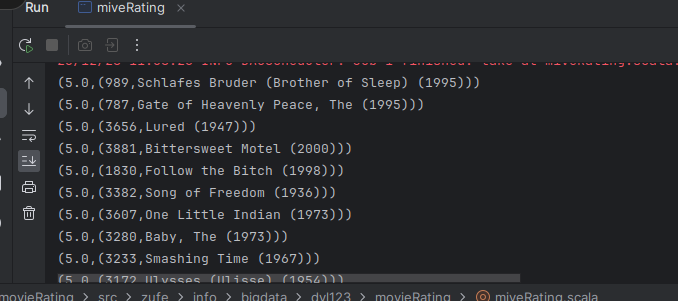 Run miveRating
(5.0,(989,Schlafes Bruder (Brother of Sleep) (1995)))
(5.0,(787,Gate of Heavenly Peace, The (1995)))
(5.0,(3656,Lured (1947)))
(5.0,(3881,Bittersweet Motel (2000)))
(5.0,(1830,Follow the Bitch (1998)))
(5.0,(3382,Song of Freedom (1936)))
(5.0,(3607,One Little Indian (1973)))
(5.0,(3280,Baby, The (1973)))
(5.0,(3233,Smashing Time (1967)))
(5.0,(3172,Ulysses (Ulisse) (1954)))
movieRating > src > zufe > info > bigdata > dyl123 > movieRating > miveRating.scala